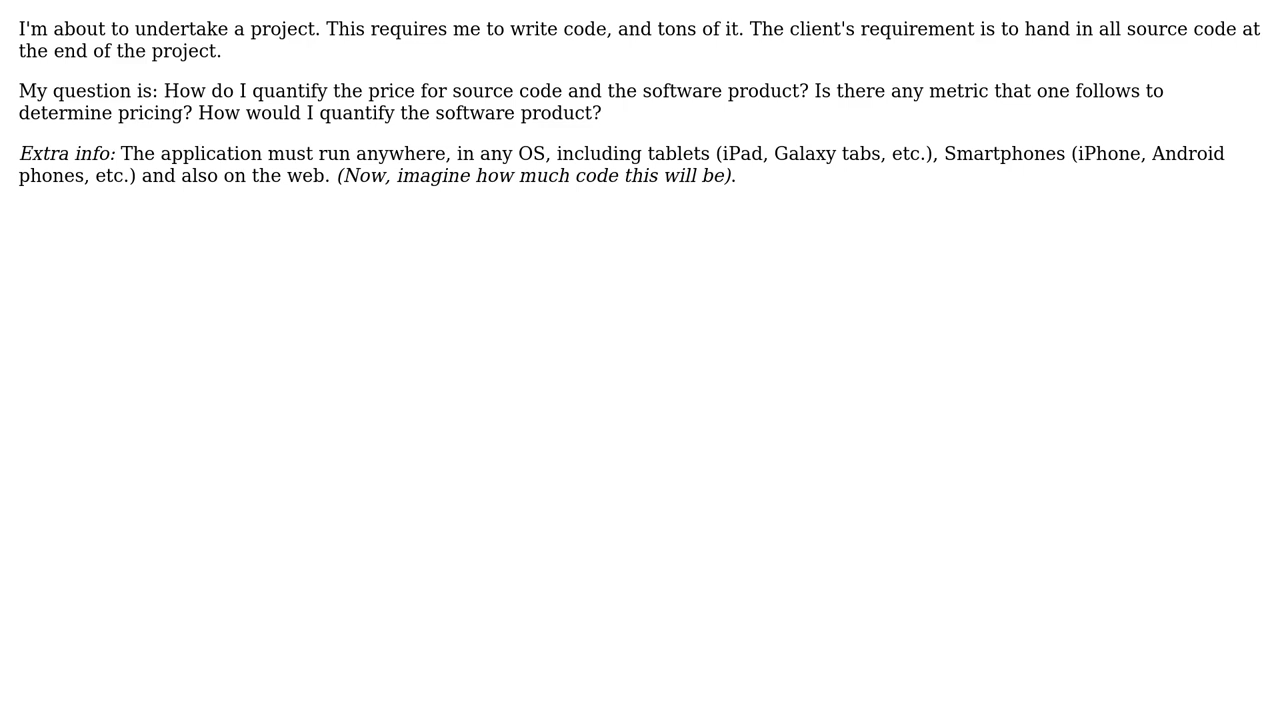 I'm about to undertake a project. This requires me to write code, and tons of it. The client's requirement is to hand in all source code at
the end of the project.
My question is: How do I quantify the price for source code and the software product? Is there any metric that one follows to
determine pricing? How would I quantify the software product?
Extra info: The application must run anywhere, in any OS, including tablets (iPad, Galaxy tabs, etc.), Smartphones (iPhone, Android
phones, etc.) and also on the web. (Now, imagine how much code this will be).